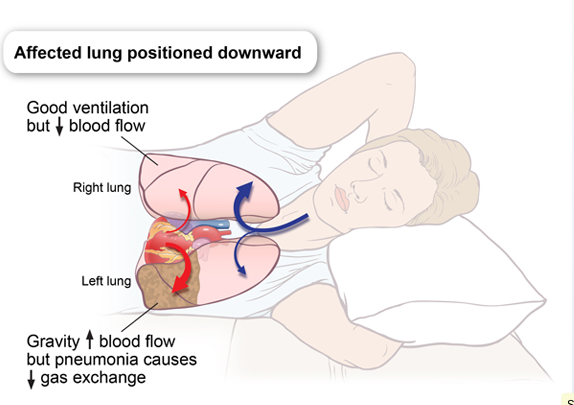 Affected lung positioned downward
Good ventilation
but ↓ blood flow
Right lung
Left lung
Gravity ↑ blood flow
but pneumonia causes
↓ gas exchange
S